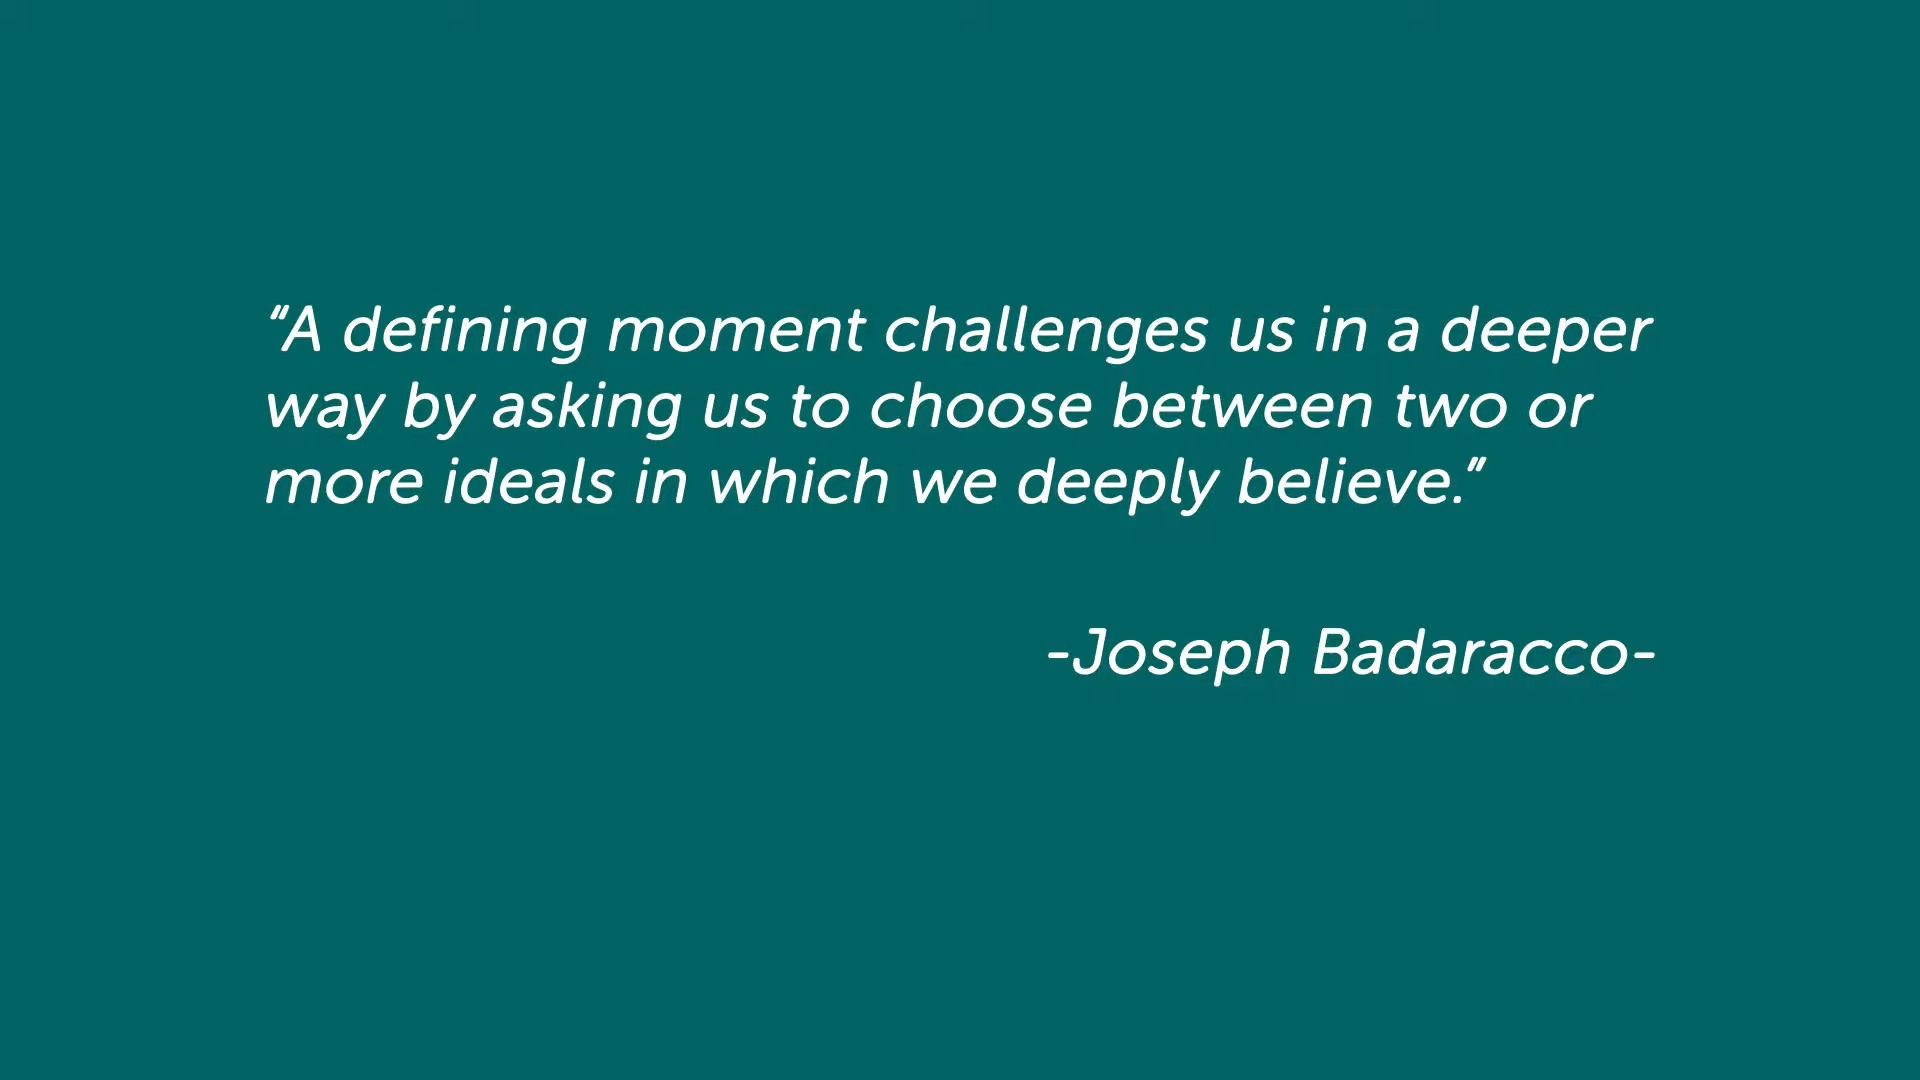 “A defining moment challenges us in a deeper
way by asking us to choose between two or
more ideals in which we deeply believe.”
-Joseph Badaracco-